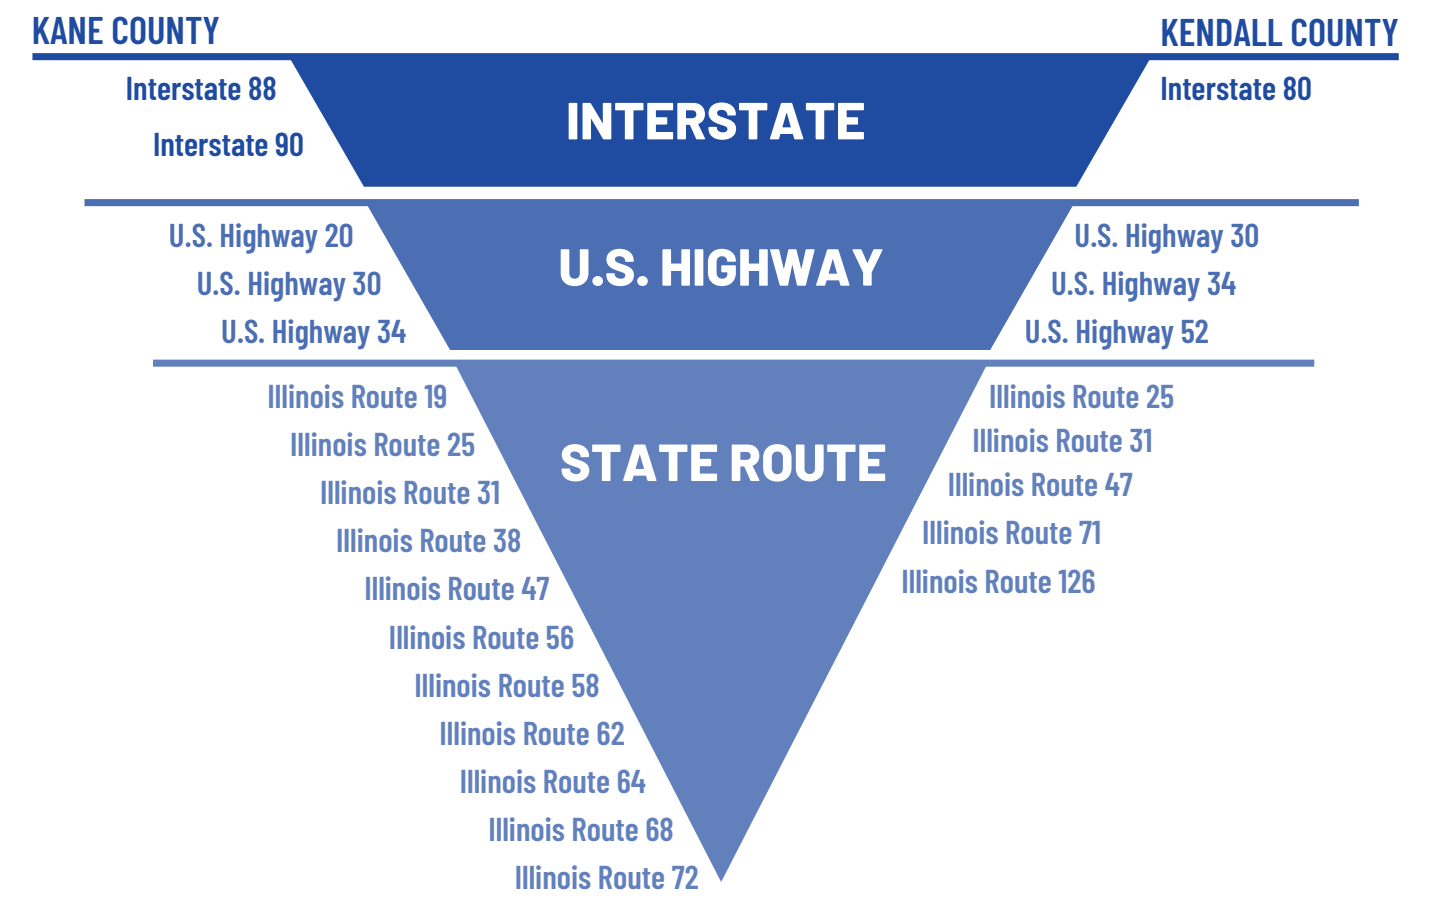 KANE COUNTY
KENDALL COUNTY
INTERSTATE
Interstate 88
Interstate 90
Interstate 80
U.S. HIGHWAY
U.S. Highway 20
U.S. Highway 30
U.S. Highway 34
U.S. Highway 30
U.S. Highway 34
U.S. Highway 52
STATE ROUTE
Illinois Route 19
Illinois Route 25
Illinois Route 31
Illinois Route 38
Illinois Route 47
Illinois Route 56
Illinois Route 58
Illinois Route 62
Illinois Route 64
Illinois Route 68
Illinois Route 72
Illinois Route 25
Illinois Route 31
Illinois Route 47
Illinois Route 71
Illinois Route 126